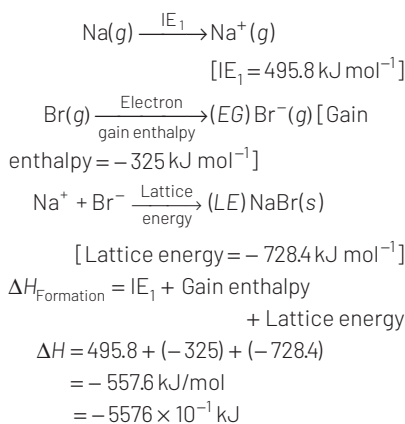 Na(g) —IE₁→ Na⁺(g)
[IE₁ = 495.8 kJ mol⁻¹]
Br(g) —Electron gain enthalpy→ (EG) Br⁻(g) [Gain
enthalpy = − 325 kJ mol⁻¹]
Na⁺ + Br⁻ —Lattice energy→ (LE) NaBr(s)
[Lattice energy = − 728.4 kJ mol⁻¹]
ΔH_Formation = IE₁ + Gain enthalpy
+ Lattice energy
ΔH = 495.8 + (−325) + (−728.4)
= − 557.6 kJ/mol
= −5576 × 10⁻¹ kJ